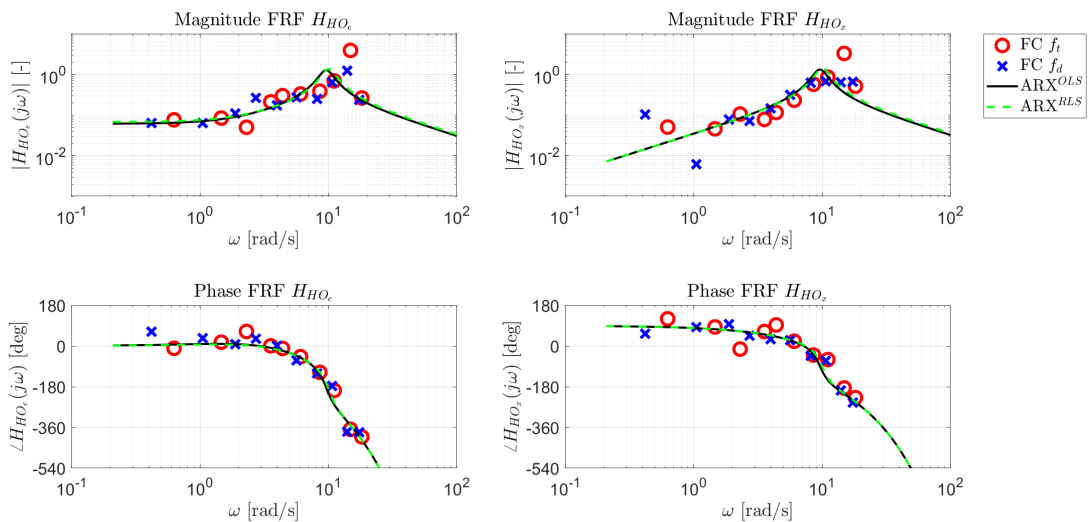 Magnitude FRF H_{HO_e}
|H_{HO_e}(jω)| [-]
10^0
10^{-2}
10^{-1} 10^0 10^1 10^2
ω [rad/s]
Magnitude FRF H_{HO_x}
|H_{HO_x}(jω)| [-]
10^0
10^{-2}
10^{-1} 10^0 10^1 10^2
ω [rad/s]
FC f_t
FC f_d
ARX^{OLS}
ARX^{RLS}
Phase FRF H_{HO_e}
∠H_{HO_e}(jω) [deg]
180
0
-180
-360
-540
10^{-1} 10^0 10^1 10^2
ω [rad/s]
Phase FRF H_{HO_x}
∠H_{HO_x}(jω) [deg]
180
0
-180
-360
-540
10^{-1} 10^0 10^1 10^2
ω [rad/s]